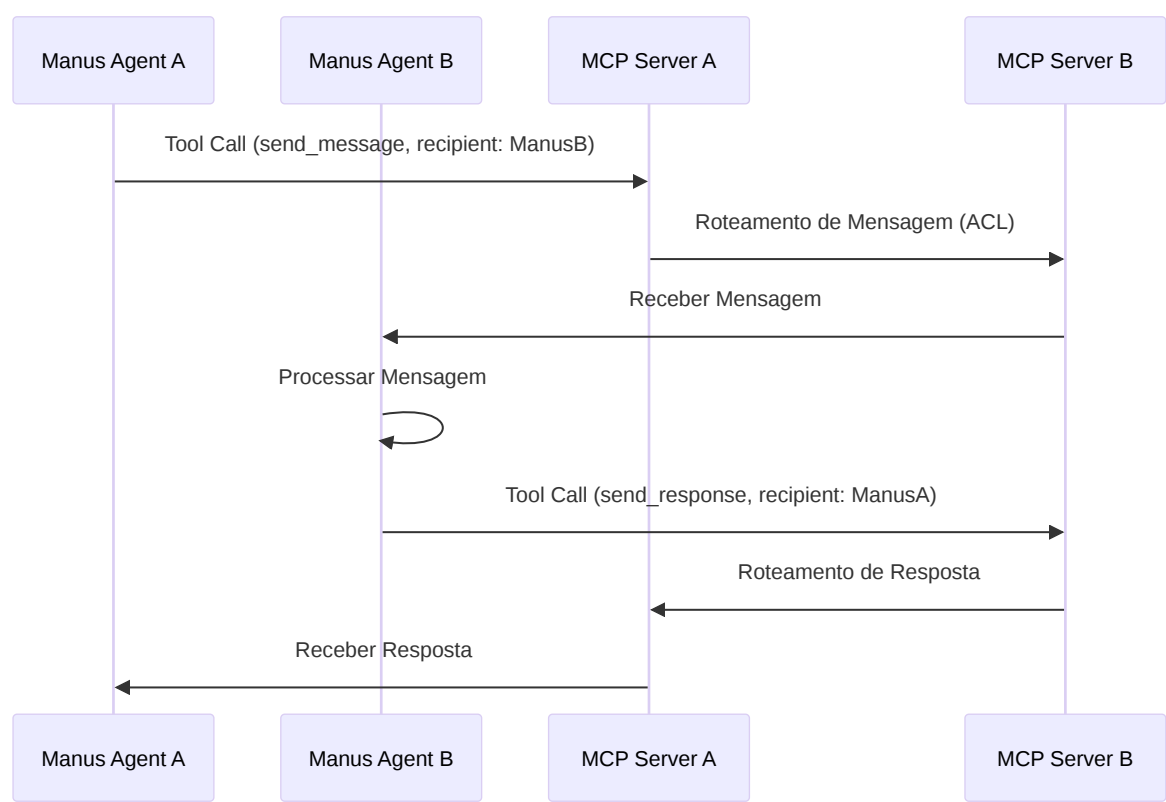 Manus Agent A
Manus Agent B
MCP Server A
MCP Server B
Tool Call (send_message, recipient: ManusB)
Roteamento de Mensagem (ACL)
Receber Mensagem
Processar Mensagem
Tool Call (send_response, recipient: ManusA)
Roteamento de Resposta
Receber Resposta
Manus Agent A
Manus Agent B
MCP Server A
MCP Server B